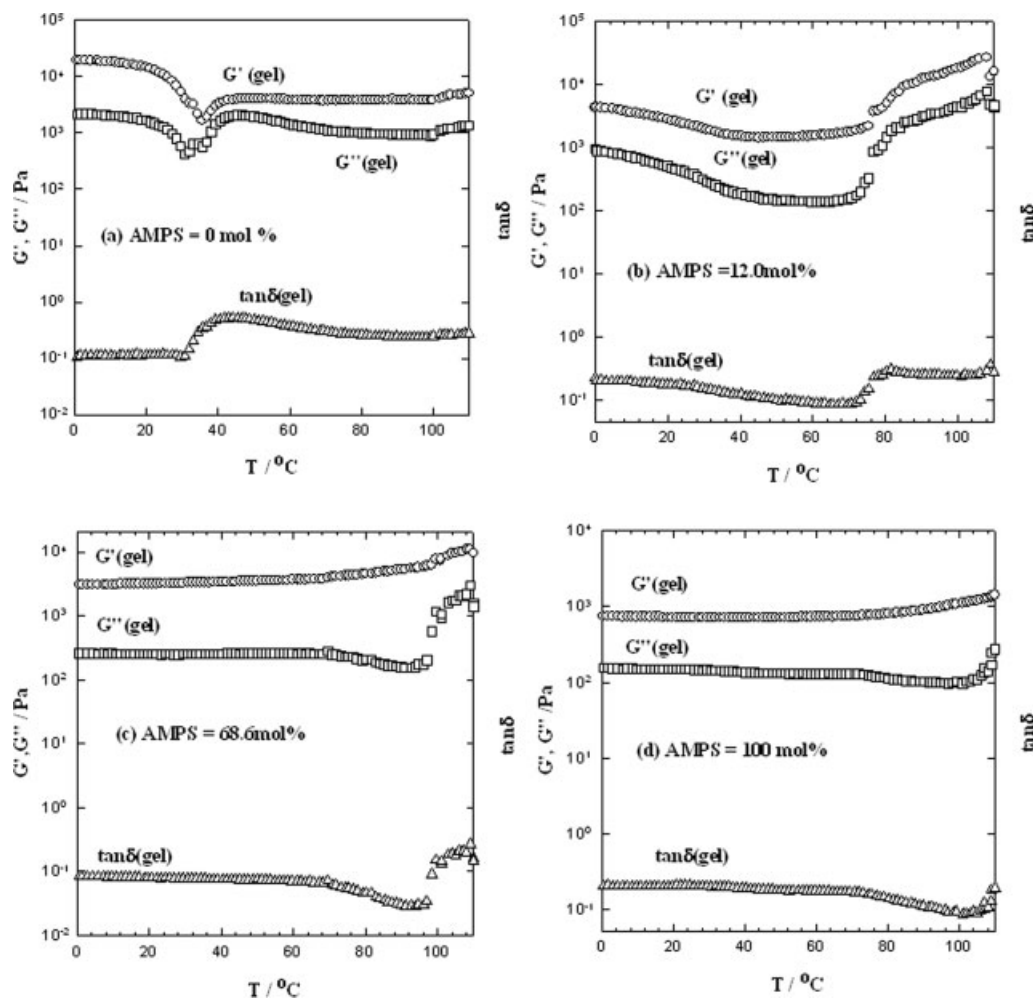 10⁵
10⁴
10³
10²
10¹
10⁰
10⁻¹
10⁻²
G', G'' / Pa
G' (gel)
G'' (gel)
(a) AMPS = 0 mol %
tanδ(gel)
tanδ
0 20 40 60 80 100
T / ⁰C
10⁵
10⁴
10³
10²
10¹
10⁰
10⁻¹
G', G'' / Pa
G' (gel)
G'' (gel)
(b) AMPS =12.0mol%
tanδ(gel)
tanδ
0 20 40 60 80 100
T / ⁰C
10⁴
10³
10²
10¹
10⁰
10⁻¹
10⁻²
G',G'' /Pa
G'(gel)
G''(gel)
(c) AMPS = 68.6mol%
tanδ(gel)
tanδ
0 20 40 60 80 100
T / ⁰C
10⁴
10³
10²
10¹
10⁰
10⁻¹
G', G'' /Pa
G'(gel)
G''(gel)
(d) AMPS = 100 mol%
tanδ(gel)
tanδ
0 20 40 60 80 100
T / ⁰C